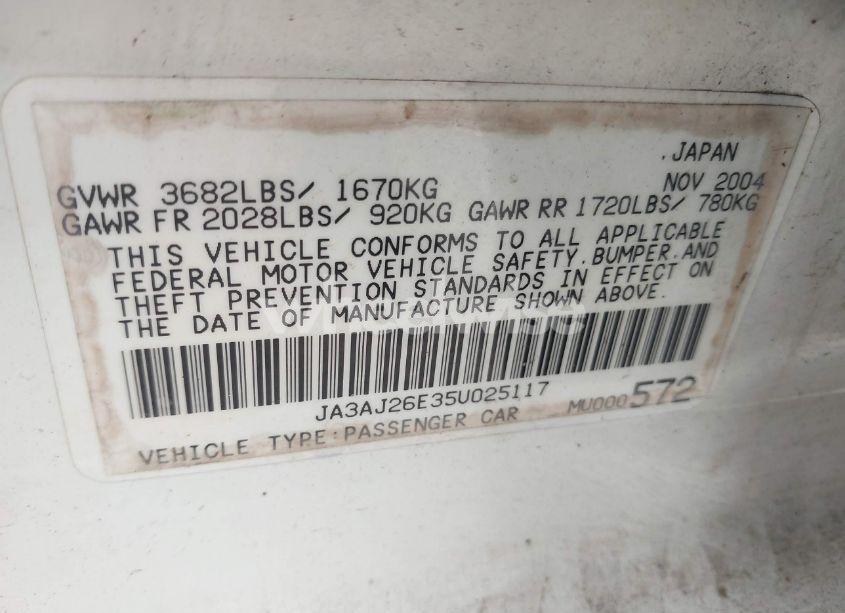 .JAPAN
GVWR 3682LBS/ 1670KG NOV 2004
GAWR FR 2028LBS/ 920KG GAWR RR 1720LBS/ 780KG
THIS VEHICLE CONFORMS TO ALL APPLICABLE
FEDERAL MOTOR VEHICLE SAFETY.BUMPER.AND
THEFT PREVENTION STANDARDS IN EFFECT ON
THE DATE OF MANUFACTURE SHOWN ABOVE.
JA3AJ26E35U025117
VEHICLE TYPE:PASSENGER CAR MU000572